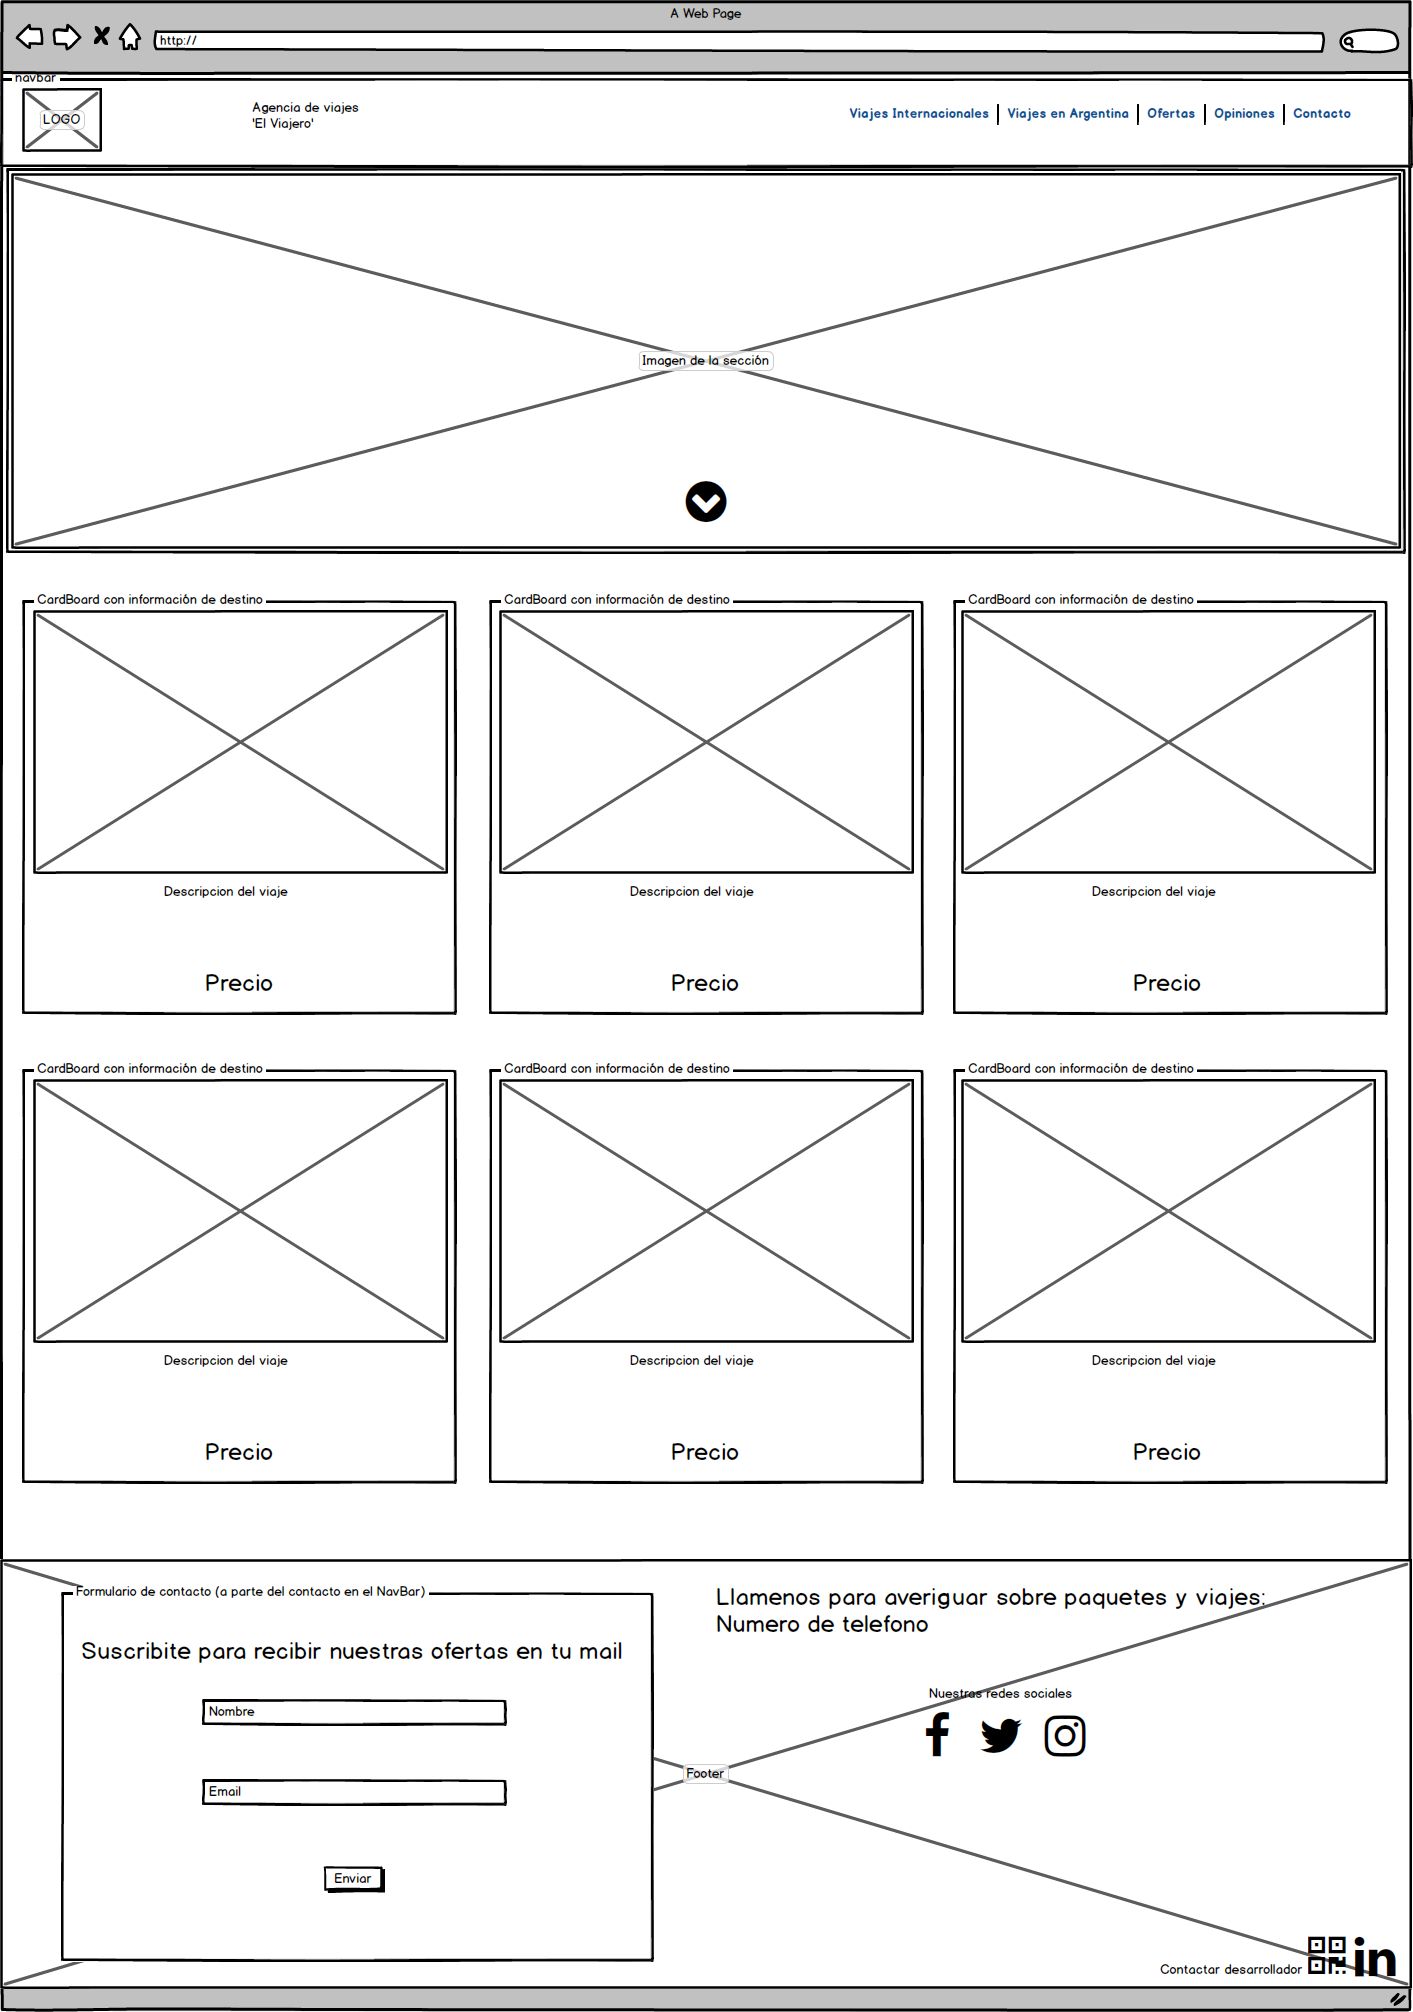 A Web Page
http://
navbar
LOGO
Agencia de viajes
'El Viajero'
Viajes Internacionales | Viajes en Argentina | Ofertas | Opiniones | Contacto
Imagen de la sección
CardBoard con información de destino
CardBoard con información de destino
CardBoard con información de destino
Descripcion del viaje
Descripcion del viaje
Descripcion del viaje
Precio
Precio
Precio
CardBoard con información de destino
CardBoard con información de destino
CardBoard con información de destino
Descripcion del viaje
Descripcion del viaje
Descripcion del viaje
Precio
Precio
Precio
Formulario de contacto (a parte del contacto en el NavBar)
Suscribite para recibir nuestras ofertas en tu mail
Nombre
Email
Enviar
Llamenos para averiguar sobre paquetes y viajes:
Numero de telefono
Nuestras redes sociales
Footer
Contactar desarrollador
in